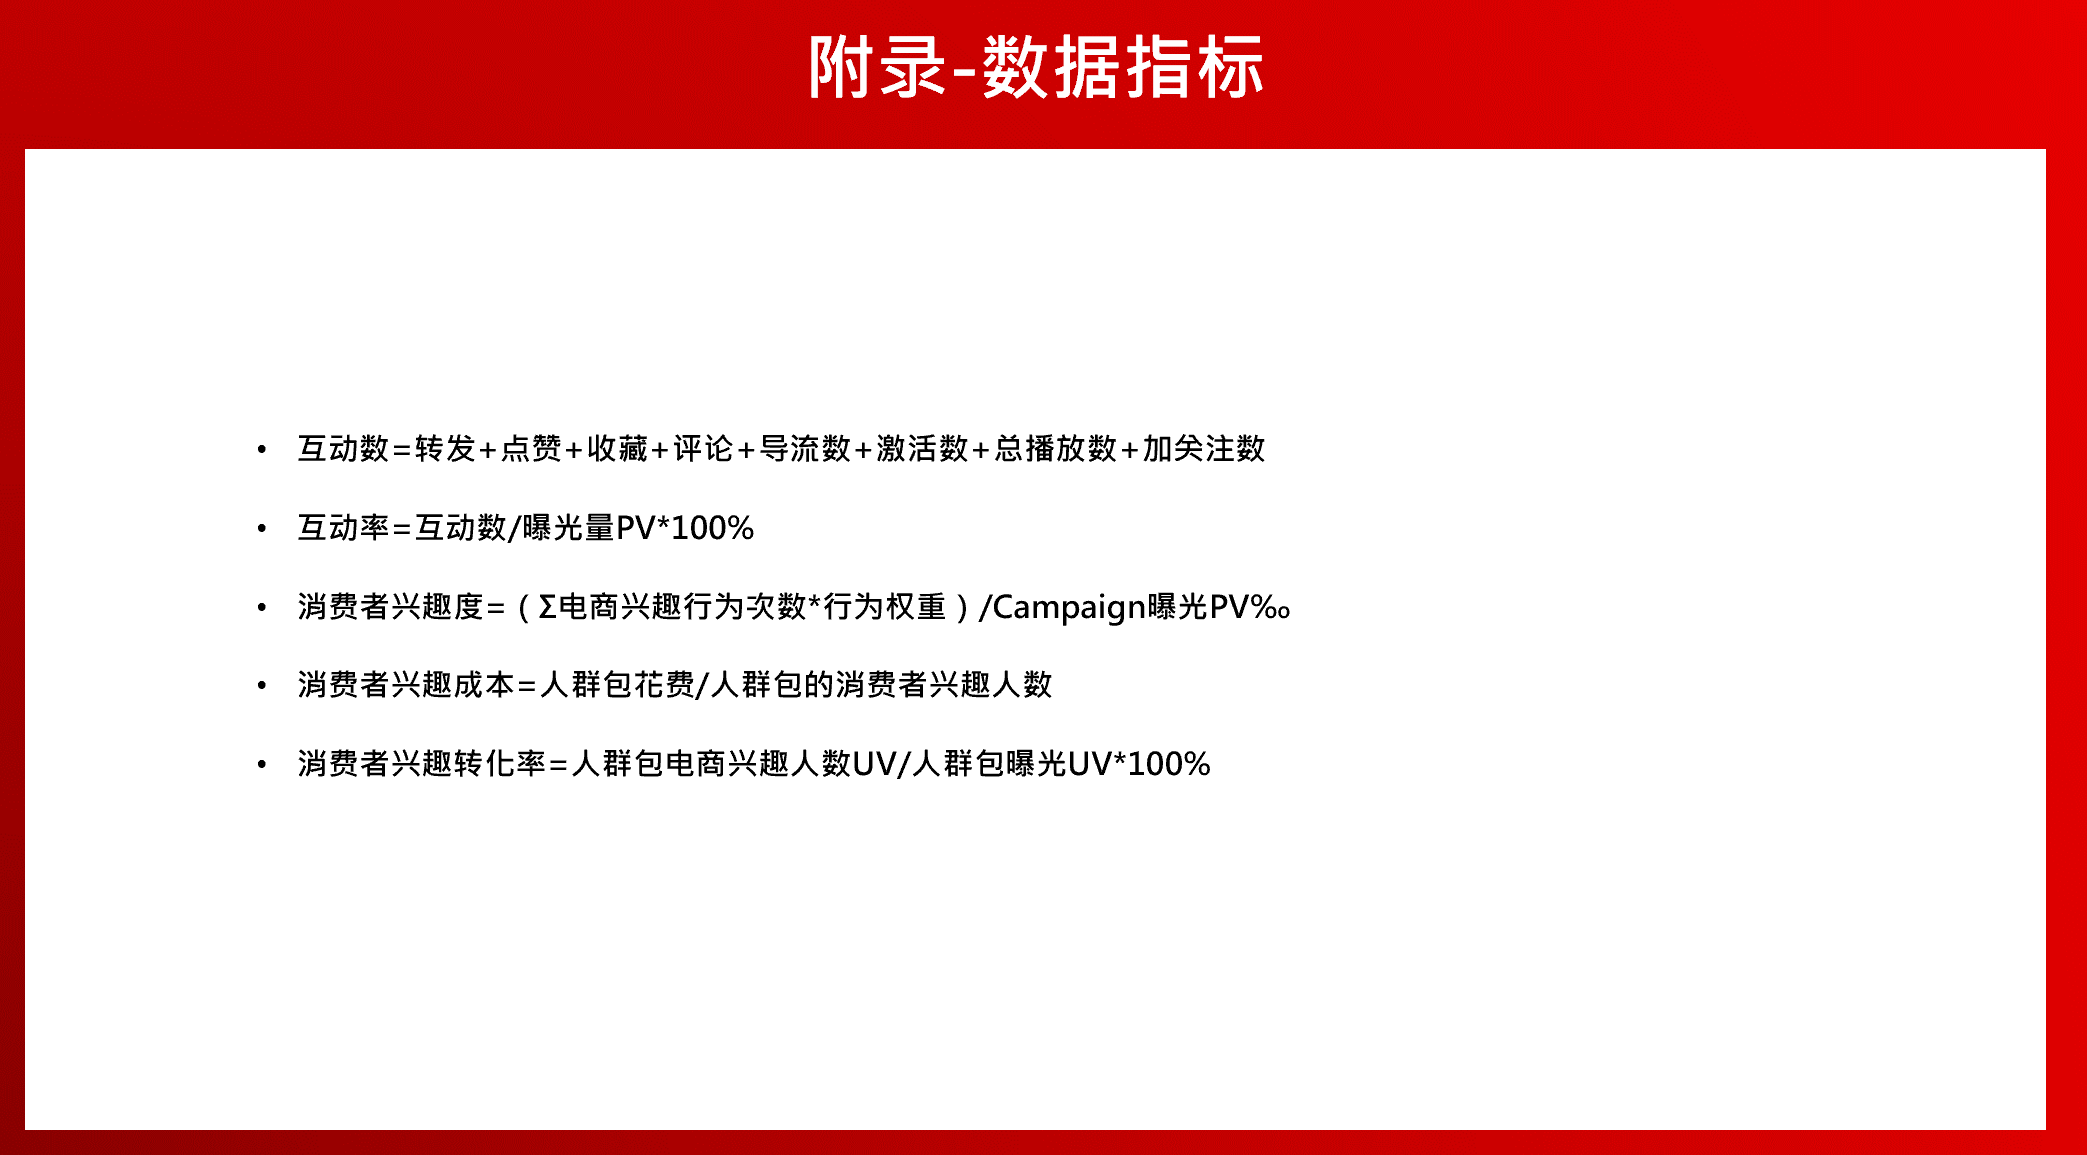 附录-数据指标
• 互动数=转发+点赞+收藏+评论+导流数+激活数+总播放数+加关注数
• 互动率=互动数/曝光量PV*100%
• 消费者兴趣度=（Σ电商兴趣行为次数*行为权重）/Campaign曝光PV‰
• 消费者兴趣成本=人群包花费/人群包的消费者兴趣人数
• 消费者兴趣转化率=人群包电商兴趣人数UV/人群包曝光UV*100%